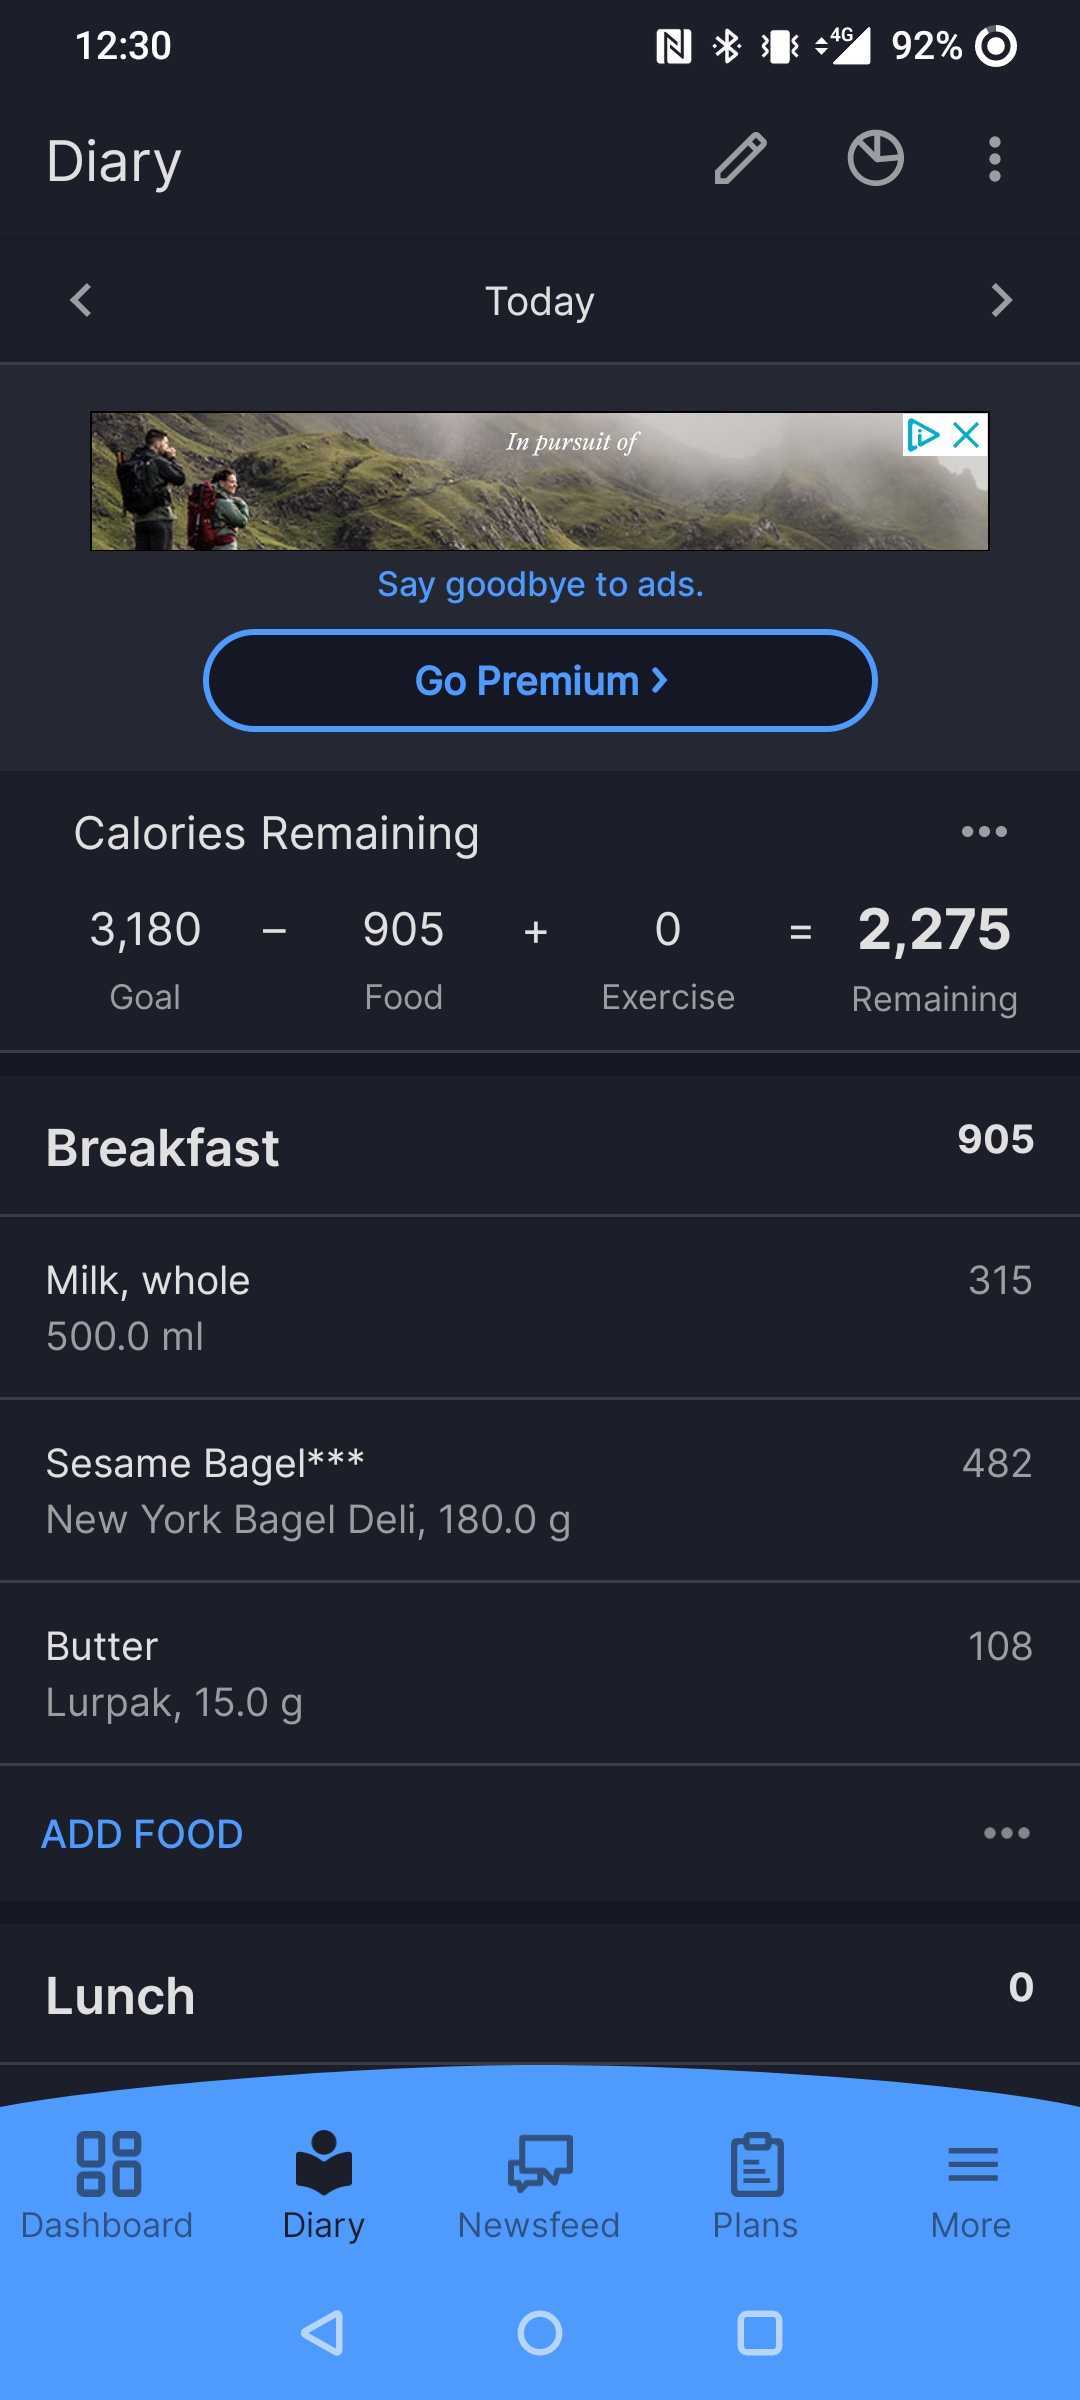 12:30
4G 92%
Diary
Today
In pursuit of
Say goodbye to ads.
Go Premium >
Calories Remaining
3,180 – 905 + 0 = 2,275
Goal Food Exercise Remaining
Breakfast 905
Milk, whole 315
500.0 ml
Sesame Bagel*** 482
New York Bagel Deli, 180.0 g
Butter 108
Lurpak, 15.0 g
ADD FOOD
Lunch 0
Dashboard Diary Newsfeed Plans More